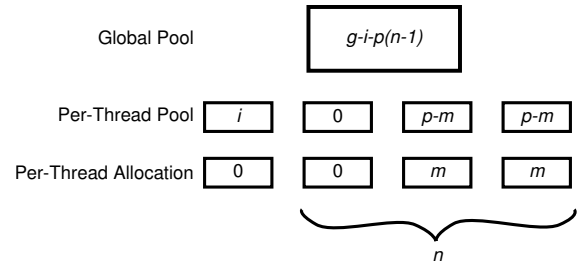 Global Pool g-i-p(n-1)
Per-Thread Pool i 0 p-m p-m
Per-Thread Allocation 0 0 m m
n